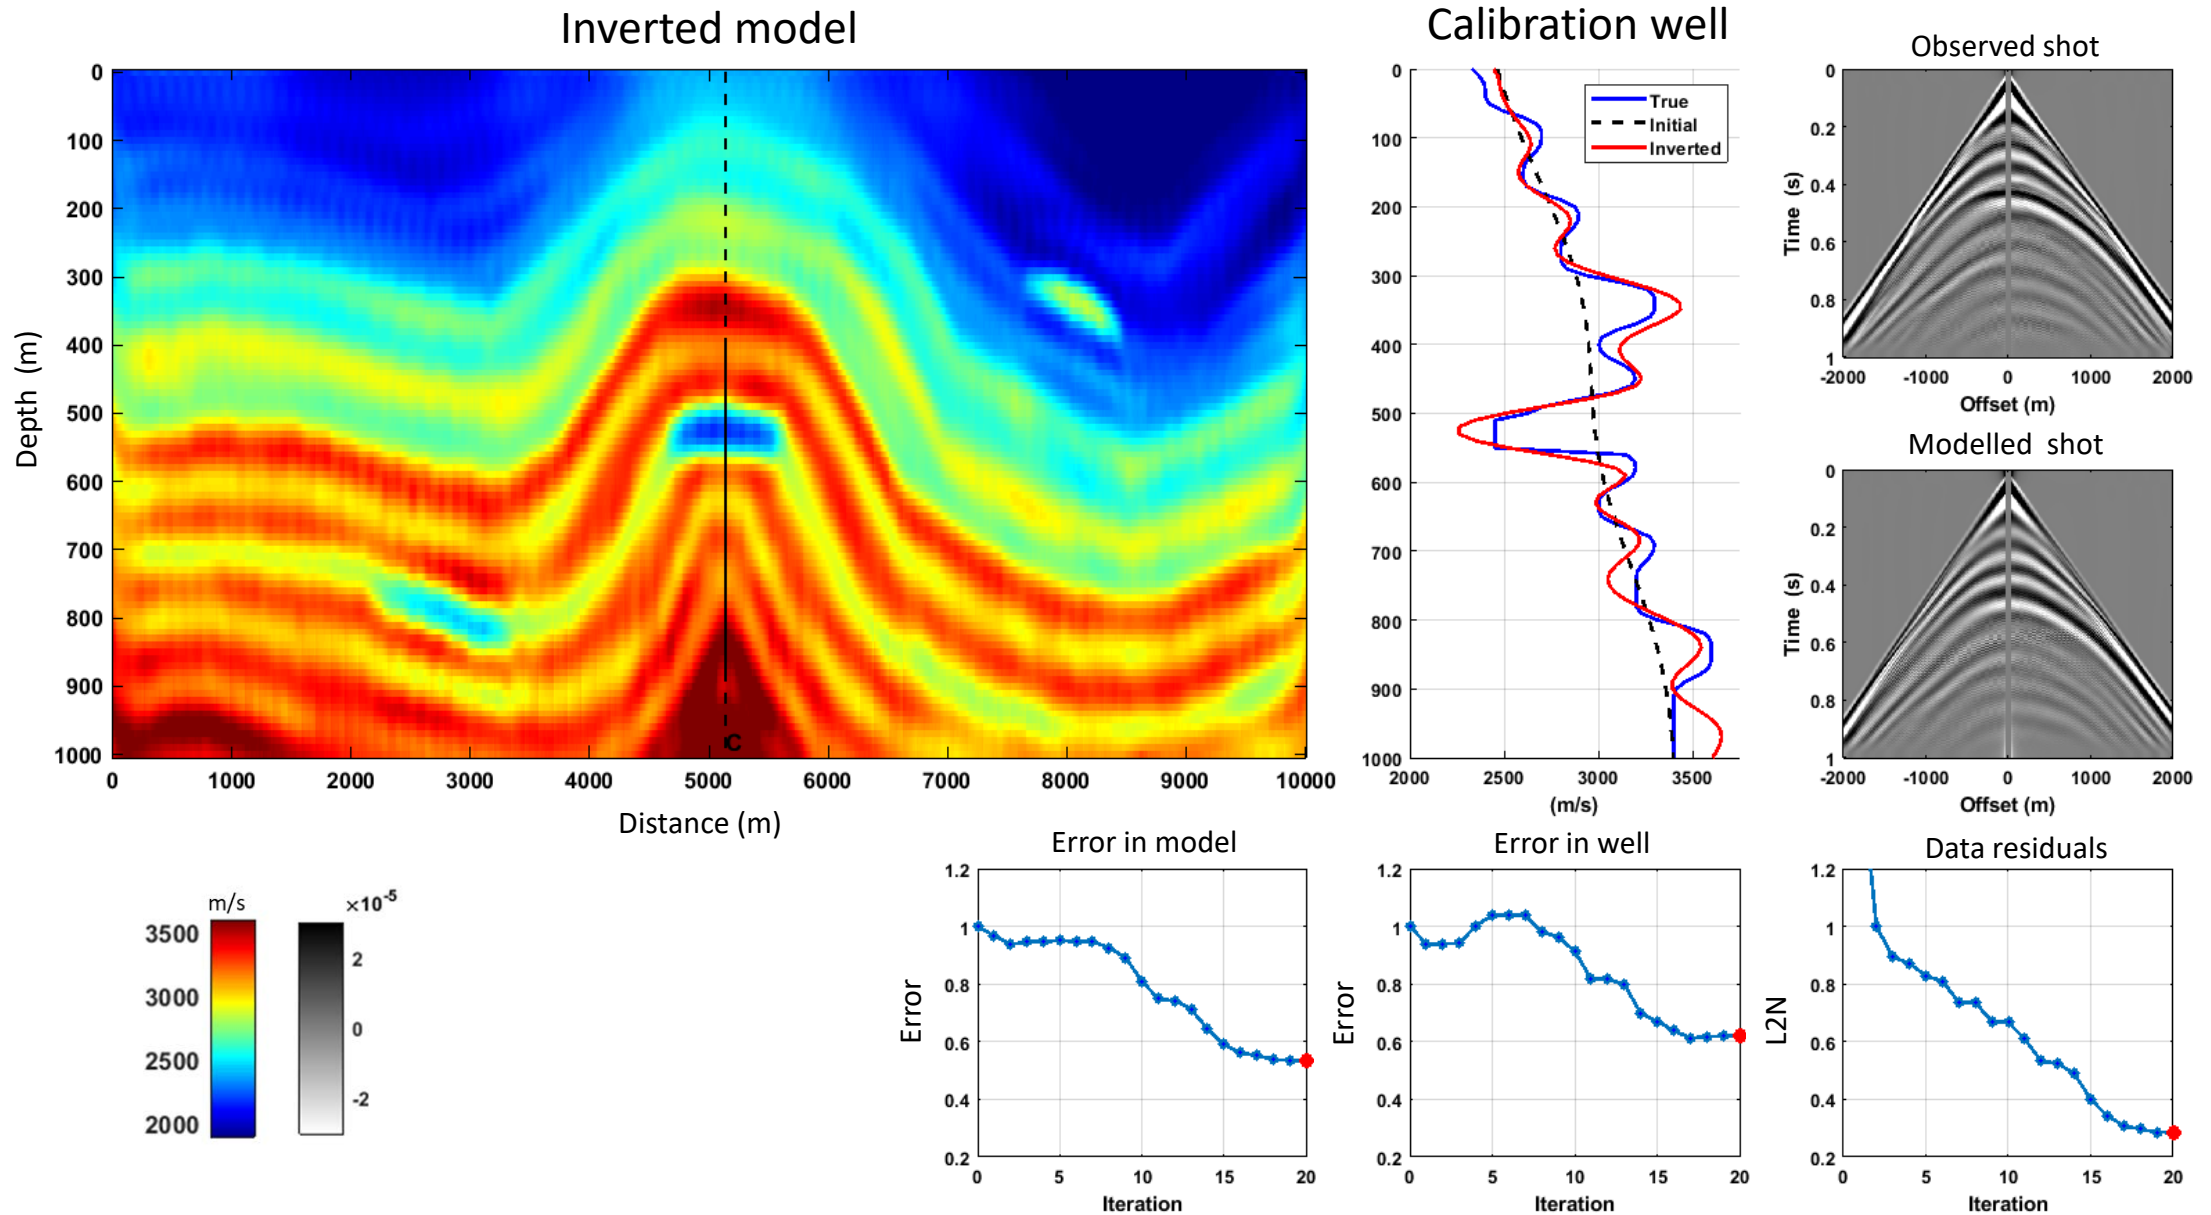 Inverted model
Calibration well
Observed shot
Depth (m)
0
100
200
300
400
500
600
700
800
900
1000
0 1000 2000 3000 4000 5000 6000 7000 8000 9000 10000
Distance (m)
C
0
100
200
300
400
500
600
700
800
900
1000
2000 2500 3000 3500
(m/s)
True
Initial
Inverted
Time (s)
0
0.2
0.4
0.6
0.8
1
-2000 -1000 0 1000 2000
Offset (m)
Modelled shot
Time (s)
0
0.2
0.4
0.6
0.8
1
-2000 -1000 0 1000 2000
Offset (m)
m/s
3500
3000
2500
2000
×10-5
2
0
-2
Error in model
Error
1.2
1
0.8
0.6
0.4
0.2
0 5 10 15 20
Iteration
Error in well
Error
1.2
1
0.8
0.6
0.4
0.2
0 5 10 15 20
Iteration
Data residuals
L2N
1.2
1
0.8
0.6
0.4
0.2
0 5 10 15 20
Iteration